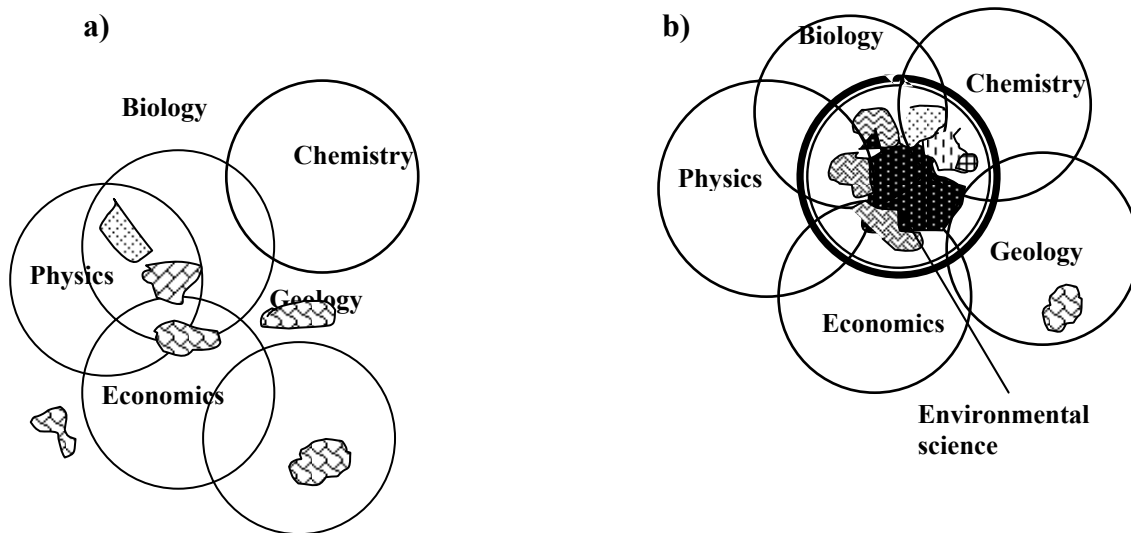 a)
Biology
Chemistry
Physics
Geology
Economics
b)
Biology
Chemistry
Physics
Geology
Economics
Environmental
science